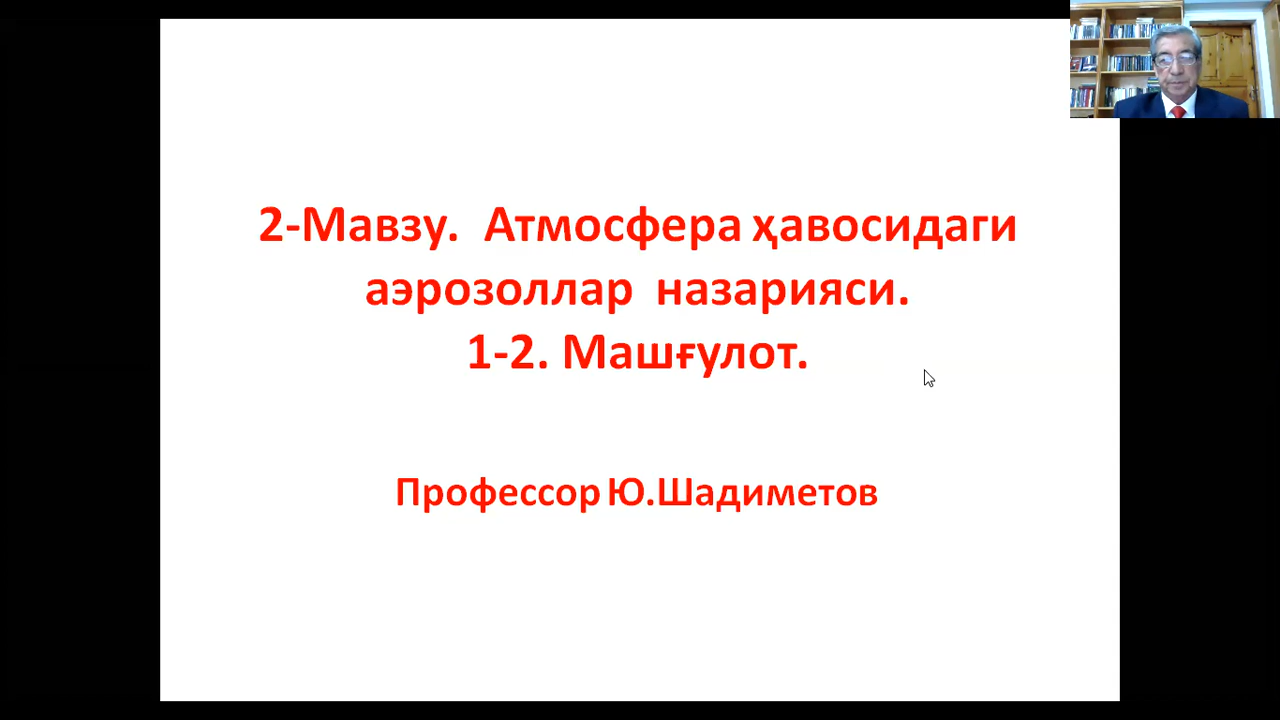 2-Мавзу. Атмосфера ҳавосидаги
аэрозоллар назарияси.
1-2. Машғулот.
Профессор Ю.Шадиметов